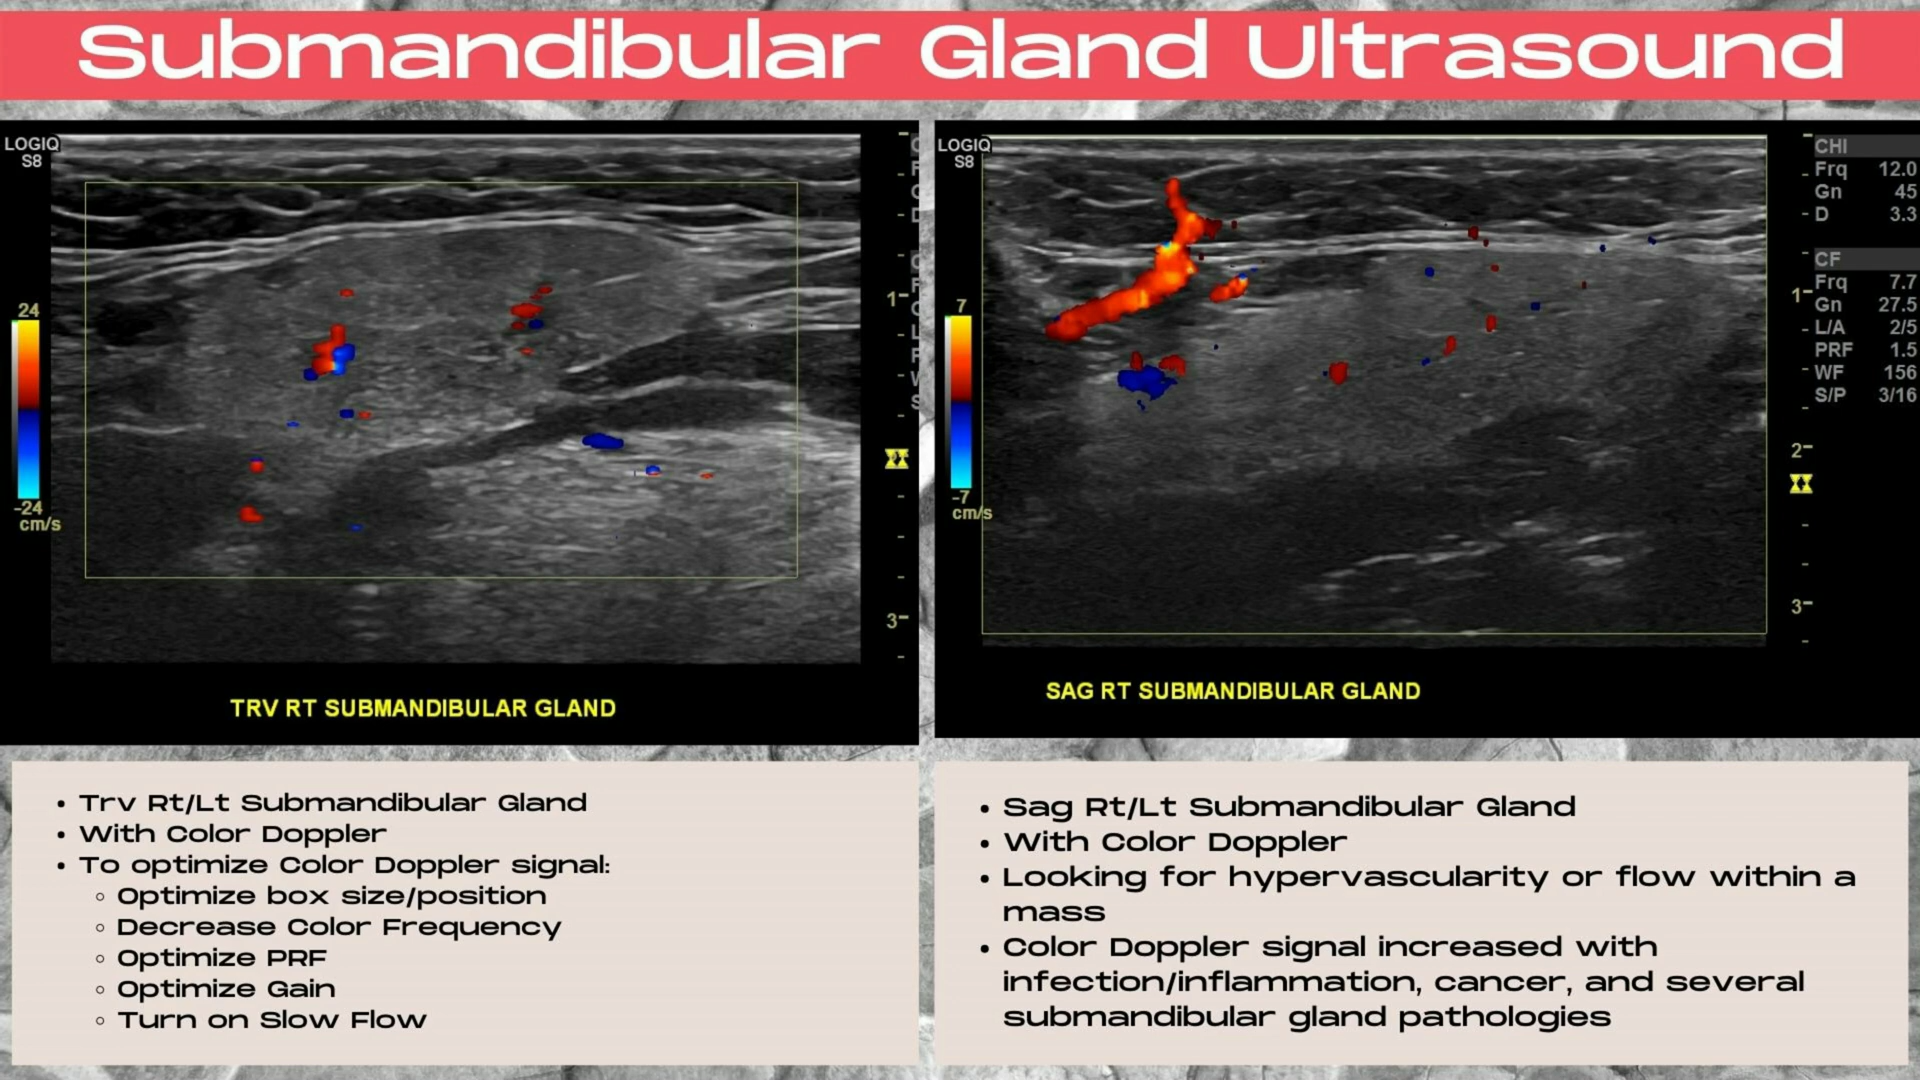 Submandibular Gland Ultrasound
LOGIQ
S8
24
-24
cm/s
1
3
TRV RT SUBMANDIBULAR GLAND
LOGIQ
S8
7
-7
cm/s
1
2
3
CHI
Frq 12.0
Gn 45
D 3.3
CF
Frq 7.7
Gn 27.5
L/A 2/5
PRF 1.5
WF 156
S/P 3/16
SAG RT SUBMANDIBULAR GLAND
• Trv Rt/Lt Submandibular Gland
• With Color Doppler
• To optimize Color Doppler signal:
◦ Optimize box size/position
◦ Decrease Color Frequency
◦ Optimize PRF
◦ Optimize Gain
◦ Turn on Slow Flow
• Sag Rt/Lt Submandibular Gland
• With Color Doppler
• Looking for hypervascularity or flow within a
mass
• Color Doppler signal increased with
infection/inflammation, cancer, and several
submandibular gland pathologies